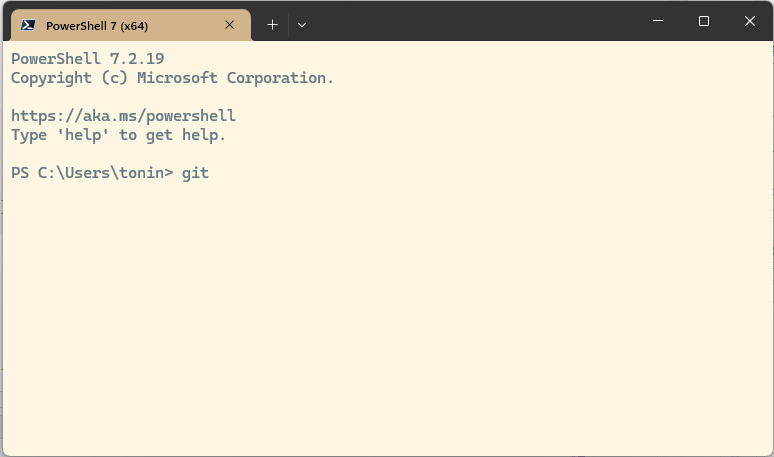 PowerShell 7 (x64)
PowerShell 7.2.19
Copyright (c) Microsoft Corporation.
https://aka.ms/powershell
Type 'help' to get help.
PS C:\Users\tonin> git